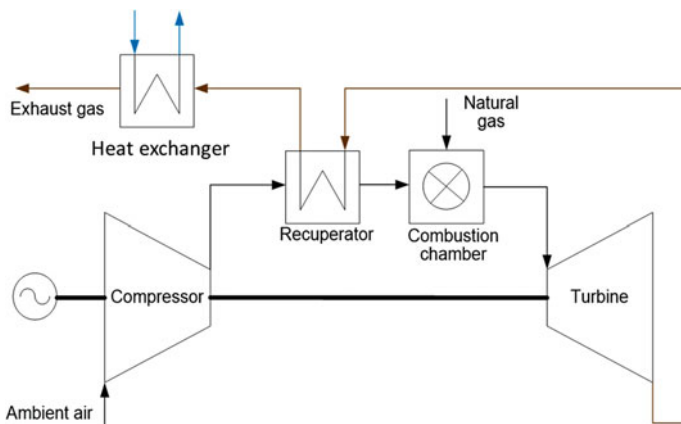 Exhaust gas
Heat exchanger
Natural
gas
Recuperator
Combustion
chamber
Compressor
Turbine
Ambient air